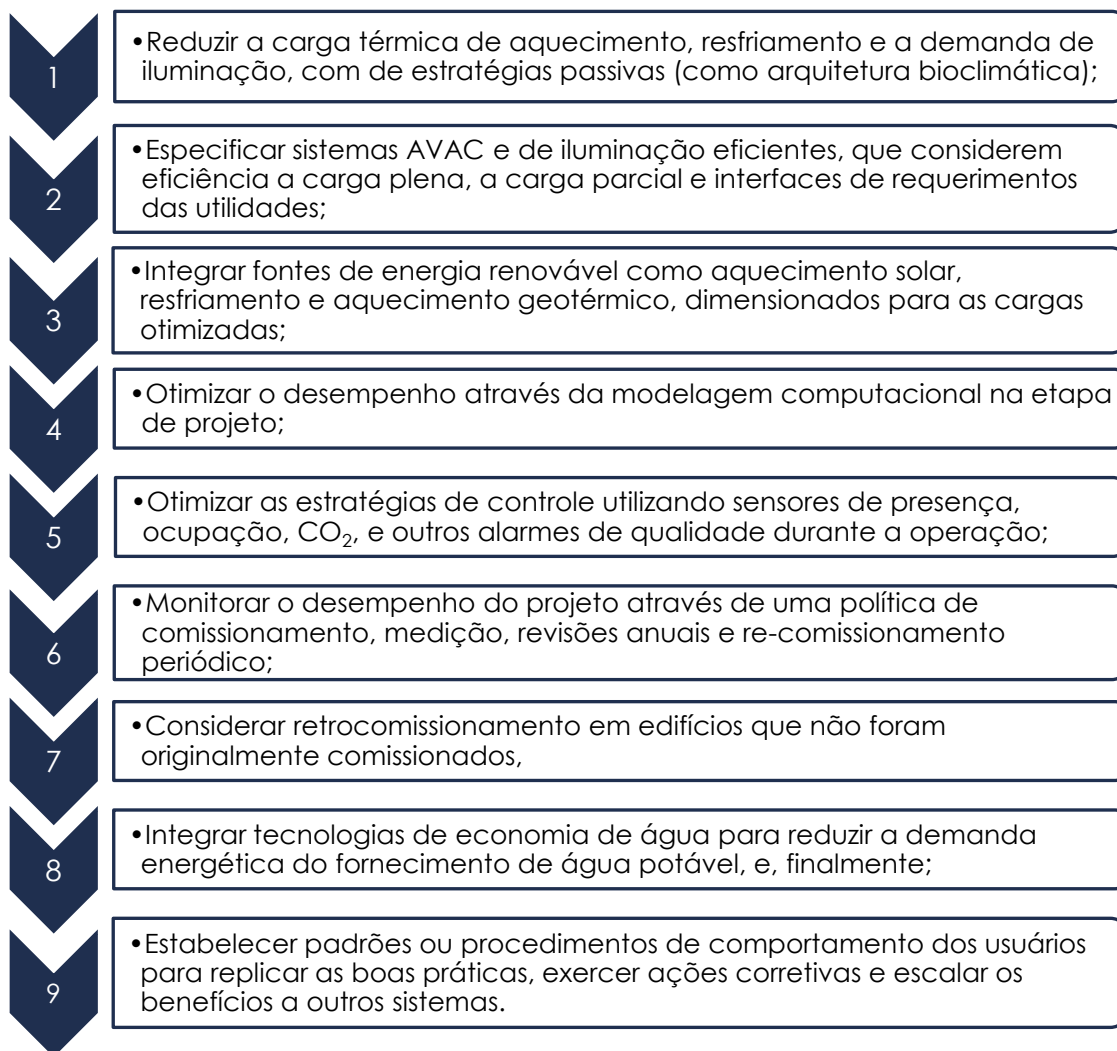 1
•Reduzir a carga térmica de aquecimento, resfriamento e a demanda de
iluminação, com de estratégias passivas (como arquitetura bioclimática);
2
•Especificar sistemas AVAC e de iluminação eficientes, que considerem
eficiência a carga plena, a carga parcial e interfaces de requerimentos
das utilidades;
3
•Integrar fontes de energia renovável como aquecimento solar,
resfriamento e aquecimento geotérmico, dimensionados para as cargas
otimizadas;
4
•Otimizar o desempenho através da modelagem computacional na etapa
de projeto;
5
•Otimizar as estratégias de controle utilizando sensores de presença,
ocupação, CO₂, e outros alarmes de qualidade durante a operação;
6
•Monitorar o desempenho do projeto através de uma política de
comissionamento, medição, revisões anuais e re-comissionamento
periódico;
7
•Considerar retrocomissionamento em edifícios que não foram
originalmente comissionados,
8
•Integrar tecnologias de economia de água para reduzir a demanda
energética do fornecimento de água potável, e, finalmente;
9
•Estabelecer padrões ou procedimentos de comportamento dos usuários
para replicar as boas práticas, exercer ações corretivas e escalar os
benefícios a outros sistemas.